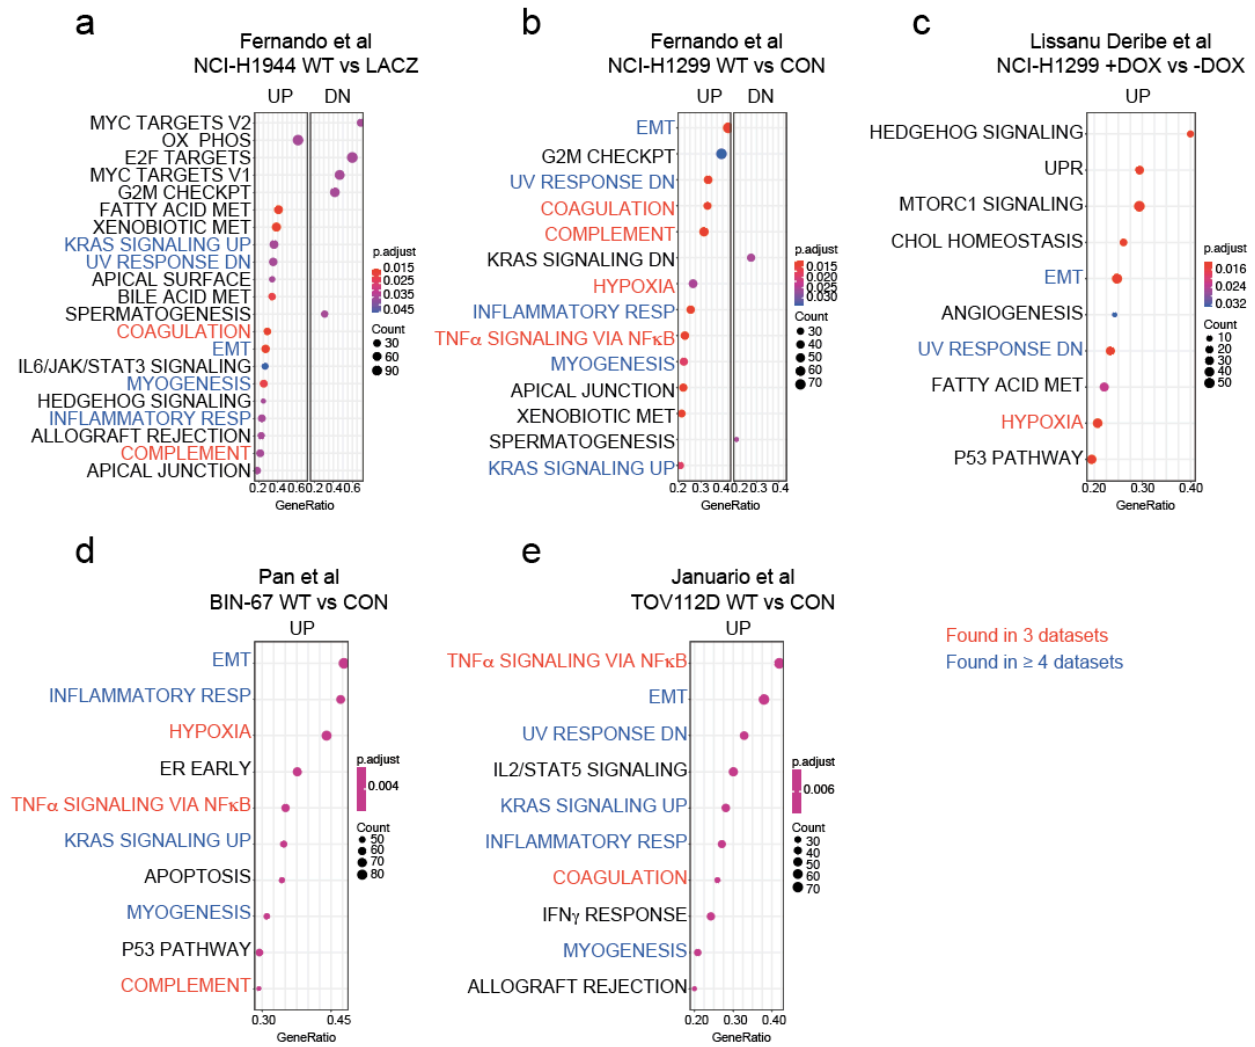 a
Fernando et al
NCI-H1944 WT vs LACZ
UP
DN
MYC TARGETS V2
OX PHOS
E2F TARGETS
MYC TARGETS V1
G2M CHECKPT
FATTY ACID MET
XENOBIOTIC MET
KRAS SIGNALING UP
UV RESPONSE DN
APICAL SURFACE
BILE ACID MET
SPERMATOGENESIS
COAGULATION
EMT
IL6/JAK/STAT3 SIGNALING
MYOGENESIS
HEDGEHOG SIGNALING
INFLAMMATORY RESP
ALLOGRAFT REJECTION
COMPLEMENT
APICAL JUNCTION
0.2 0.4 0.6 0.2 0.4 0.6
GeneRatio
p.adjust
0.015
0.025
0.035
0.045
Count
30
60
90
b
Fernando et al
NCI-H1299 WT vs CON
UP
DN
EMT
G2M CHECKPT
UV RESPONSE DN
COAGULATION
COMPLEMENT
KRAS SIGNALING DN
HYPOXIA
INFLAMMATORY RESP
TNFα SIGNALING VIA NFκB
MYOGENESIS
APICAL JUNCTION
XENOBIOTIC MET
SPERMATOGENESIS
KRAS SIGNALING UP
0.2 0.3 0.4 0.2 0.3 0.4
GeneRatio
p.adjust
0.015
0.020
0.025
0.030
Count
30
40
50
60
70
c
Lissanu Deribe et al
NCI-H1299 +DOX vs -DOX
UP
HEDGEHOG SIGNALING
UPR
MTORC1 SIGNALING
CHOL HOMEOSTASIS
EMT
ANGIOGENESIS
UV RESPONSE DN
FATTY ACID MET
HYPOXIA
P53 PATHWAY
0.20 0.30 0.40
GeneRatio
p.adjust
0.016
0.024
0.032
Count
10
20
30
40
50
d
Pan et al
BIN-67 WT vs CON
UP
EMT
INFLAMMATORY RESP
HYPOXIA
ER EARLY
TNFα SIGNALING VIA NFκB
KRAS SIGNALING UP
APOPTOSIS
MYOGENESIS
P53 PATHWAY
COMPLEMENT
0.30 0.45
GeneRatio
p.adjust
0.004
Count
50
60
70
80
e
Januario et al
TOV112D WT vs CON
UP
TNFα SIGNALING VIA NFκB
EMT
UV RESPONSE DN
IL2/STAT5 SIGNALING
KRAS SIGNALING UP
INFLAMMATORY RESP
COAGULATION
IFNγ RESPONSE
MYOGENESIS
ALLOGRAFT REJECTION
0.20 0.30 0.40
GeneRatio
p.adjust
0.006
Count
30
40
50
60
70
Found in 3 datasets
Found in ≥ 4 datasets